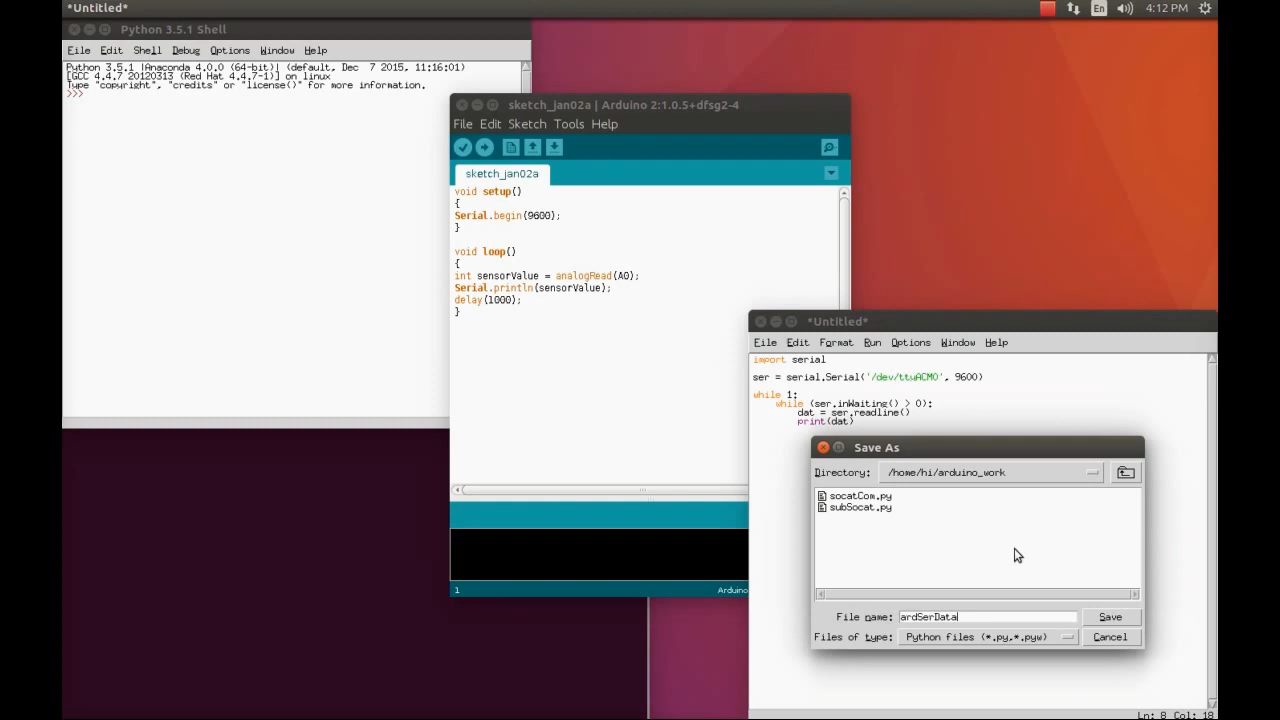 *Untitled*
En
4:12 PM
Python 3.5.1 Shell
File Edit Shell Debug Options Window Help
Python 3.5.1 |Anaconda 4.0.0 (64-bit)| (default, Dec  7 2015, 11:16:01)
[GCC 4.4.7 20120313 (Red Hat 4.4.7-1)] on linux
Type "copyright", "credits" or "license()" for more information.
>>>
sketch_jan02a | Arduino 2:1.0.5+dfsg2-4
File Edit Sketch Tools Help
sketch_jan02a
void setup()
{
Serial.begin(9600);
}
void loop()
{
int sensorValue = analogRead(A0);
Serial.println(sensorValue);
delay(1000);
}
1
Arduino
*Untitled*
File Edit Format Run Options Window Help
import serial
ser = serial.Serial('/dev/ttyACM0', 9600)
while 1:
    while (ser.inWaiting() > 0):
        dat = ser.readline()
        print(dat)
Save As
Directory: /home/hi/arduino_work
socatCom.py
subSocat.py
File name: ardSerData
Save
Files of type: Python files (*.py,*.pyw)
Cancel
Ln: 8 Col: 18